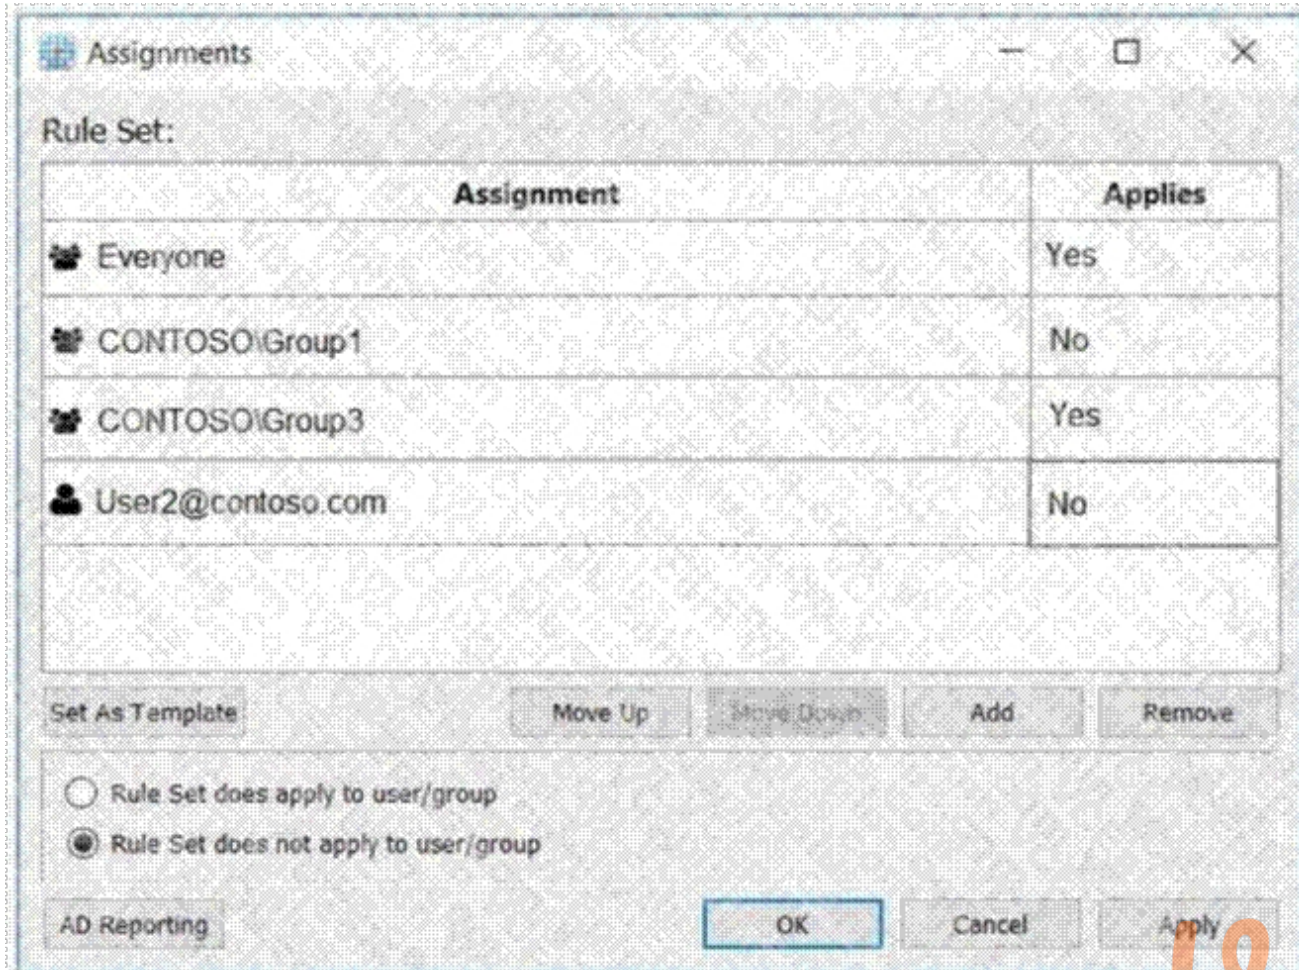 Assignments
Rule Set:
Assignment Applies
Everyone Yes
CONTOSO\Group1 No
CONTOSO\Group3 Yes
User2@contoso.com No
Set As Template Move Up Move Down Add Remove
Rule Set does apply to user/group
Rule Set does not apply to user/group
AD Reporting OK Cancel Apply